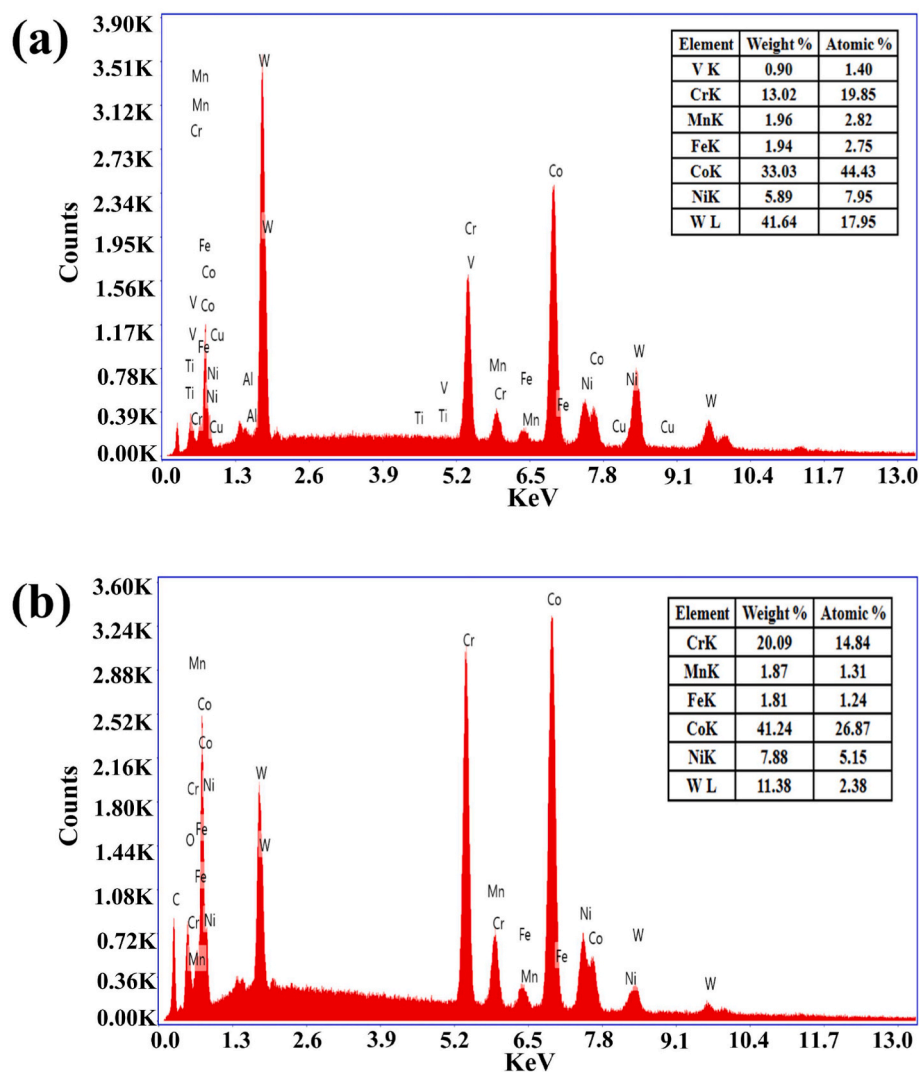 (a)
3.90K
3.51K
3.12K
2.73K
2.34K
1.95K
1.56K
1.17K
0.78K
0.39K
0.00K
Counts
Mn
Mn
Cr
Fe
Co
V
Co
V
Cu
Fe
Ti
Ni
Ti
Ni
Cr
Cu
Al
Al
W
W
Ti
V
Ti
Cr
V
Mn
Cr
Fe
Mn
Co
Fe
Ni
Co
Cu
Ni
W
Cu
W
0.0 1.3 2.6 3.9 5.2 6.5 7.8 9.1 10.4 11.7 13.0
KeV
Element Weight % Atomic %
V K 0.90 1.40
CrK 13.02 19.85
MnK 1.96 2.82
FeK 1.94 2.75
CoK 33.03 44.43
NiK 5.89 7.95
W L 41.64 17.95
(b)
3.60K
3.24K
2.88K
2.52K
2.16K
1.80K
1.44K
1.08K
0.72K
0.36K
0.00K
Counts
Mn
Co
Co
Cr
Ni
Fe
O
Fe
C
Cr
Ni
Mn
W
W
Cr
Mn
Cr
Fe
Mn
Co
Fe
Ni
Co
W
Ni
W
0.0 1.3 2.6 3.9 5.2 6.5 7.8 9.1 10.4 11.7 13.0
KeV
Element Weight % Atomic %
CrK 20.09 14.84
MnK 1.87 1.31
FeK 1.81 1.24
CoK 41.24 26.87
NiK 7.88 5.15
W L 11.38 2.38